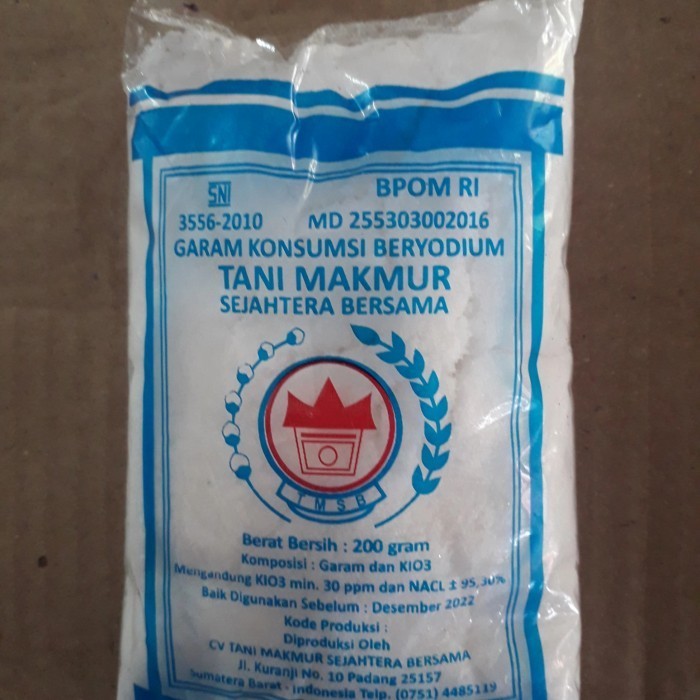 SNI BPOM RI
3556-2010 MD 255303002016
GARAM KONSUMSI BERYODIUM
TANI MAKMUR
SEJAHTERA BERSAMA
TMSB
Berat Bersih : 200 gram
Komposisi : Garam dan KIO3
Mengandung KIO3 min. 30 ppm dan NACL ± 95,30%
Baik Digunakan Sebelum : Desember 2022
Kode Produksi :
Diproduksi Oleh
CV TANI MAKMUR SEJAHTERA BERSAMA
Jl. Kuranji No. 10 Padang 25157
Sumatera Barat - Indonesia Telp. (0751) 4485119